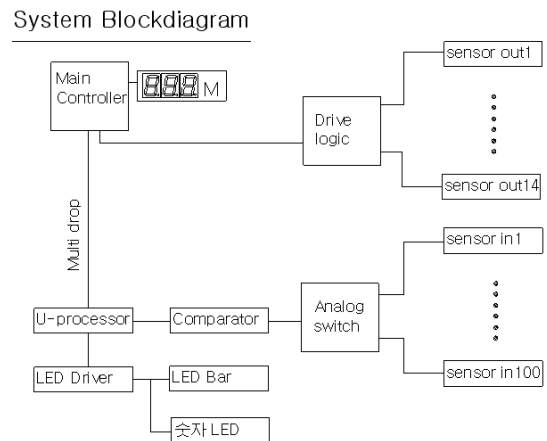 System Blockdiagram
Main
Controller
888 M
Drive
logic
sensor out1
sensor out14
Multi drop
sensor in1
Analog
switch
U-processor
Comparator
LED Driver
LED Bar
sensor in100
숫자 LED